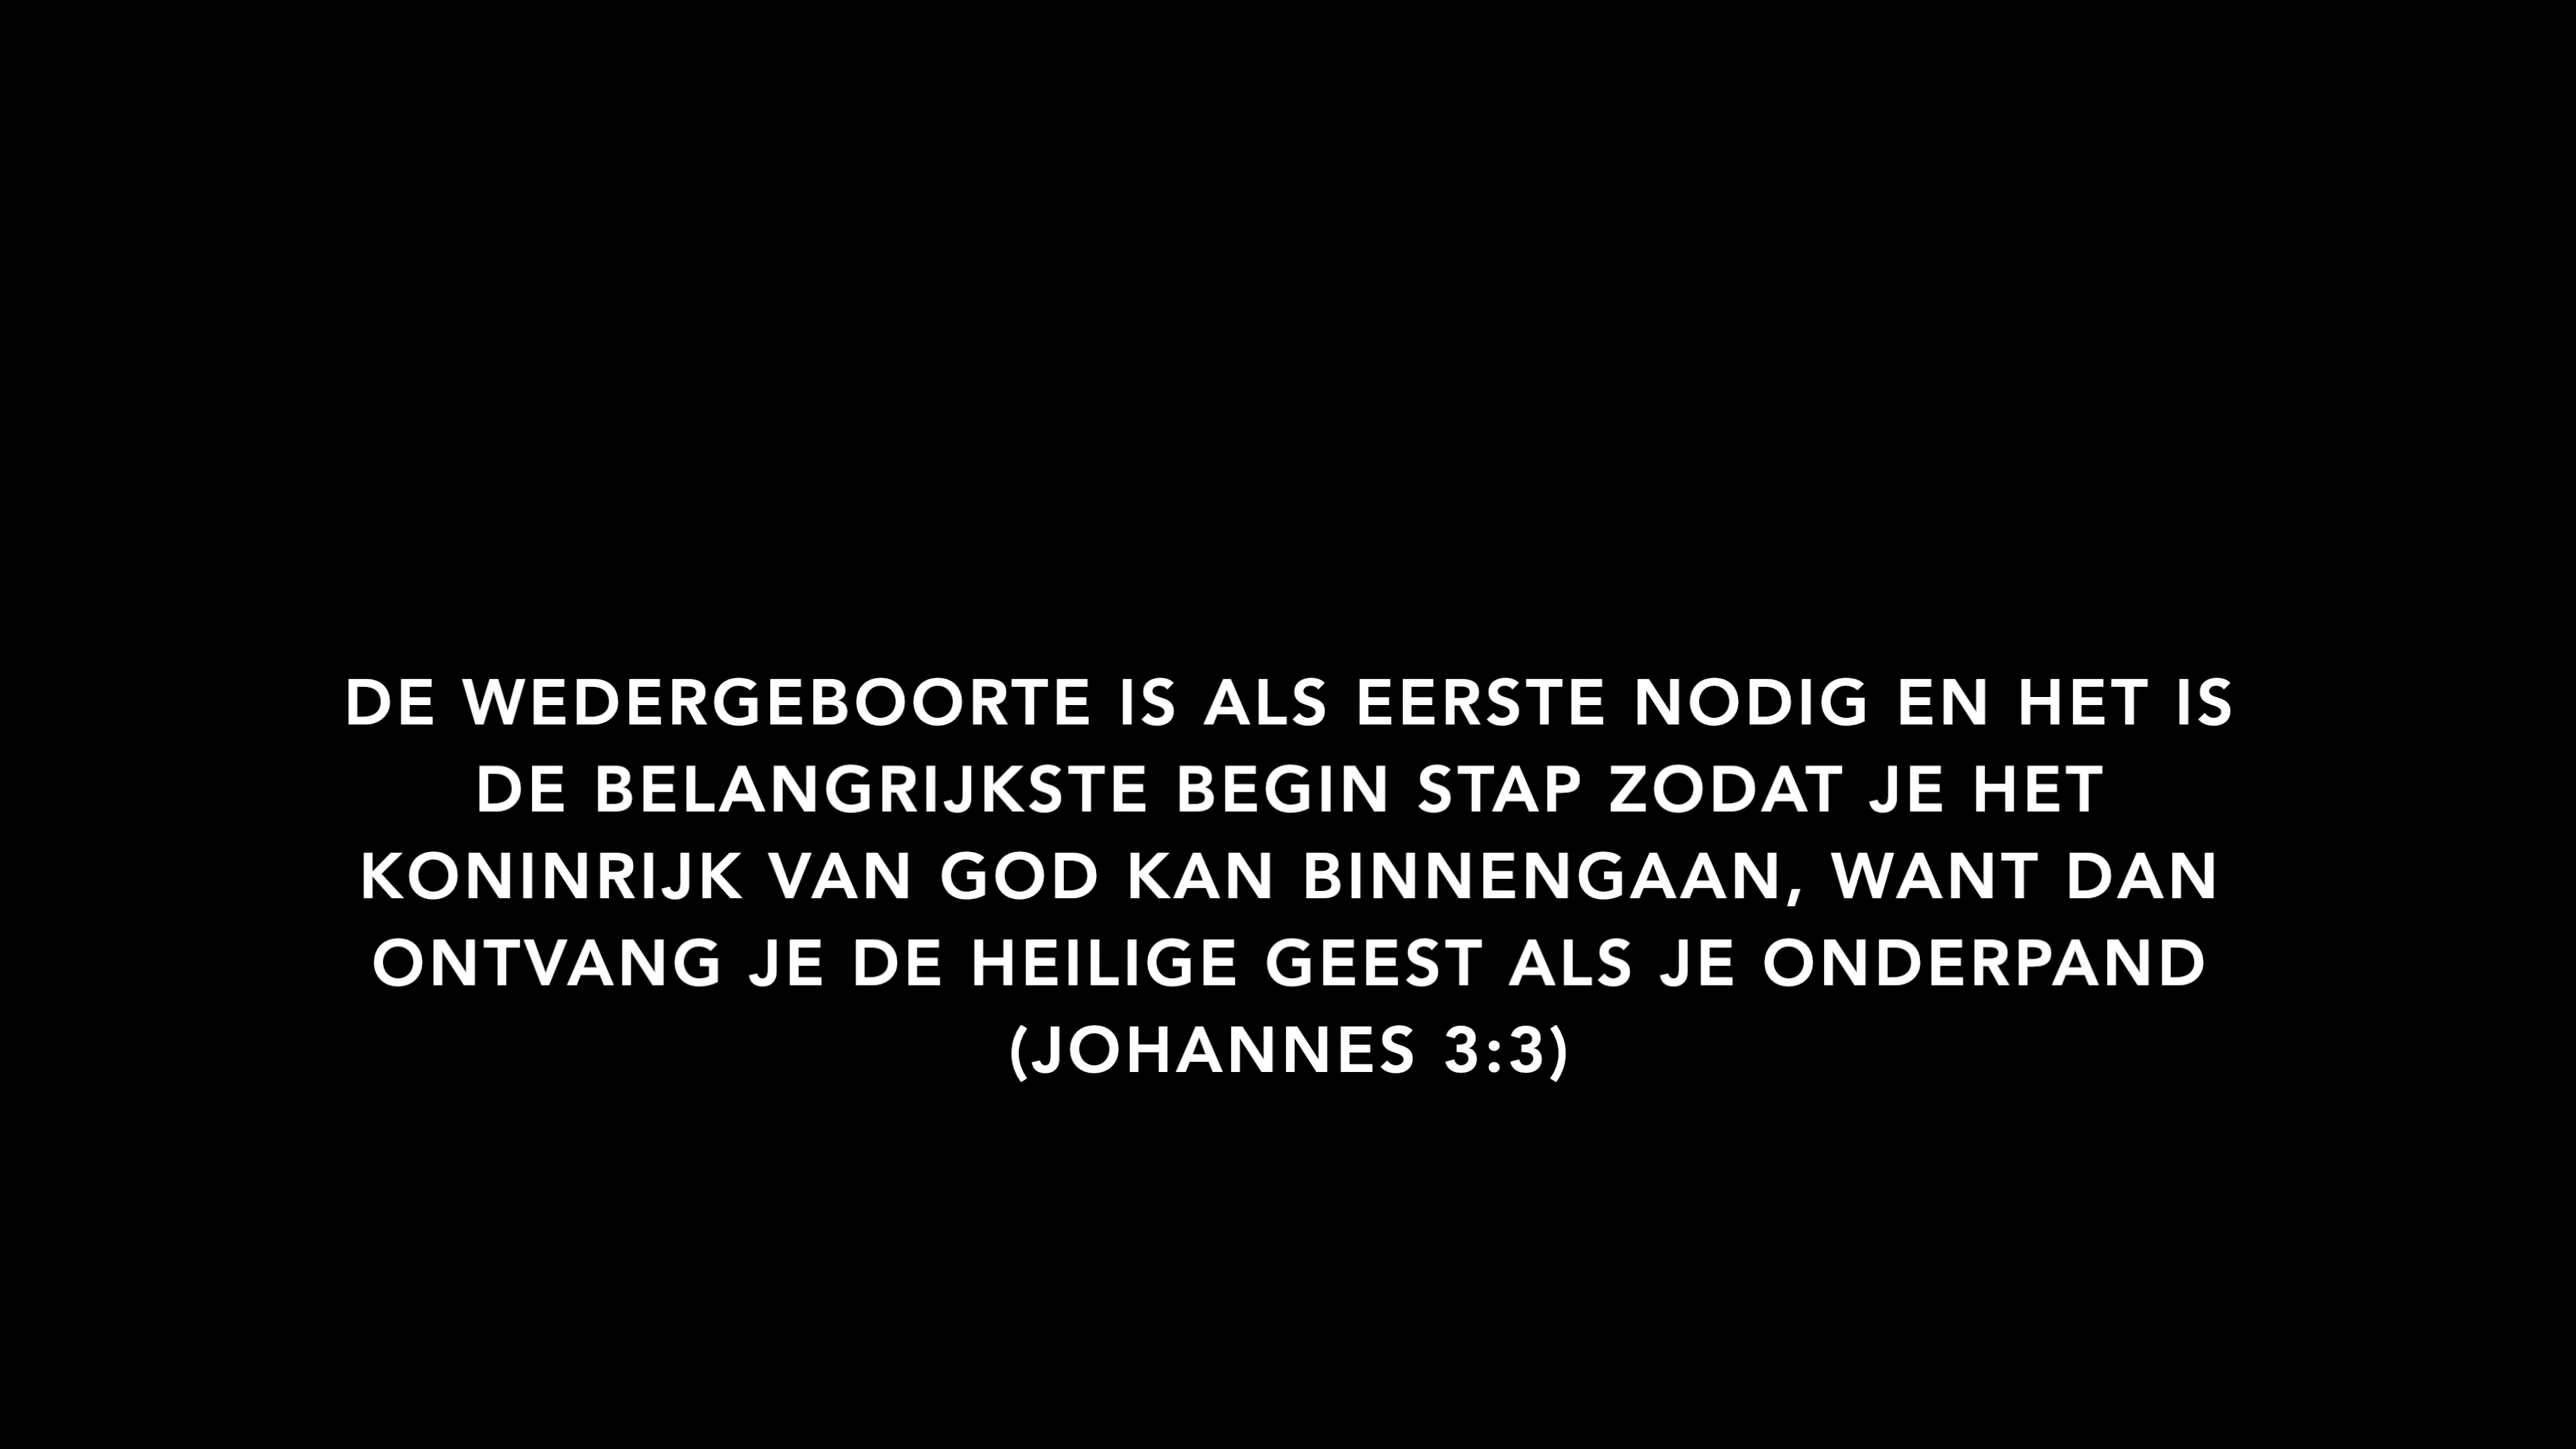 DE WEDERGEBOORTE IS ALS EERSTE NODIG EN HET IS
DE BELANGRIJKSTE BEGIN STAP ZODAT JE HET
KONINRIJK VAN GOD KAN BINNENGAAN, WANT DAN
ONTVANG JE DE HEILIGE GEEST ALS JE ONDERPAND
(JOHANNES 3:3)